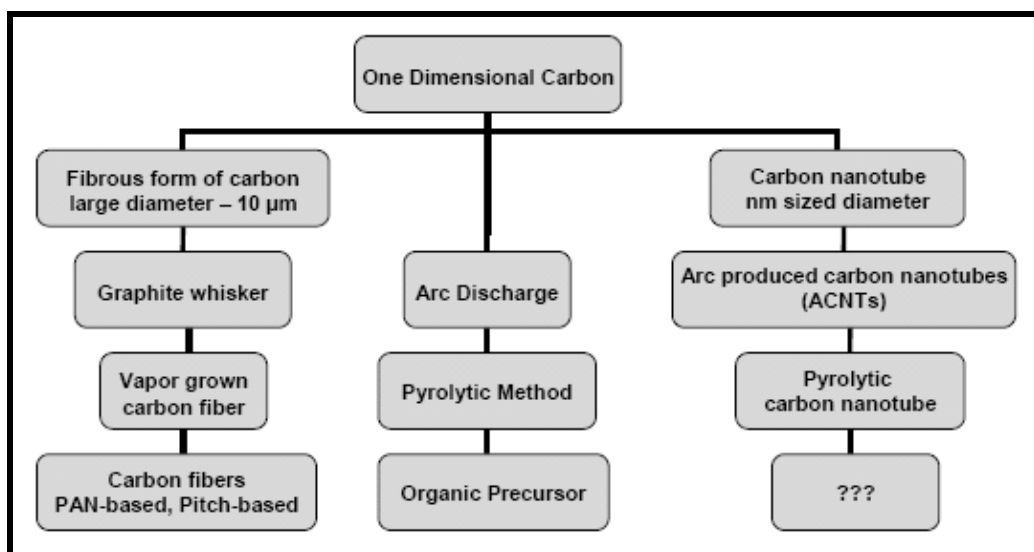 One Dimensional Carbon
Fibrous form of carbon
large diameter – 10 μm
Carbon nanotube
nm sized diameter
Graphite whisker
Arc Discharge
Arc produced carbon nanotubes
(ACNTs)
Vapor grown
carbon fiber
Pyrolytic Method
Pyrolytic
carbon nanotube
Carbon fibers
PAN-based, Pitch-based
Organic Precursor
???